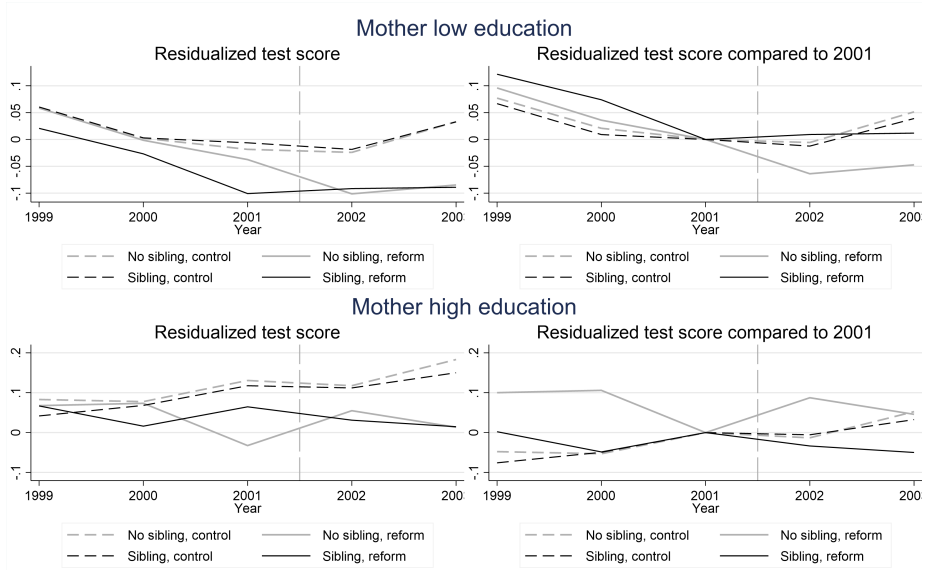 Mother low education
Residualized test score
.1
.05
0
-.05
-.1
1999 2000 2001 2002 200
Year
No sibling, control No sibling, reform
Sibling, control Sibling, reform
Residualized test score compared to 2001
.1
.05
0
-.05
-.1
1999 2000 2001 2002 200
Year
No sibling, control No sibling, reform
Sibling, control Sibling, reform
Mother high education
Residualized test score
.2
.1
0
-.1
1999 2000 2001 2002 200
Year
No sibling, control No sibling, reform
Sibling, control Sibling, reform
Residualized test score compared to 2001
.2
.1
0
-.1
1999 2000 2001 2002 200
Year
No sibling, control No sibling, reform
Sibling, control Sibling, reform